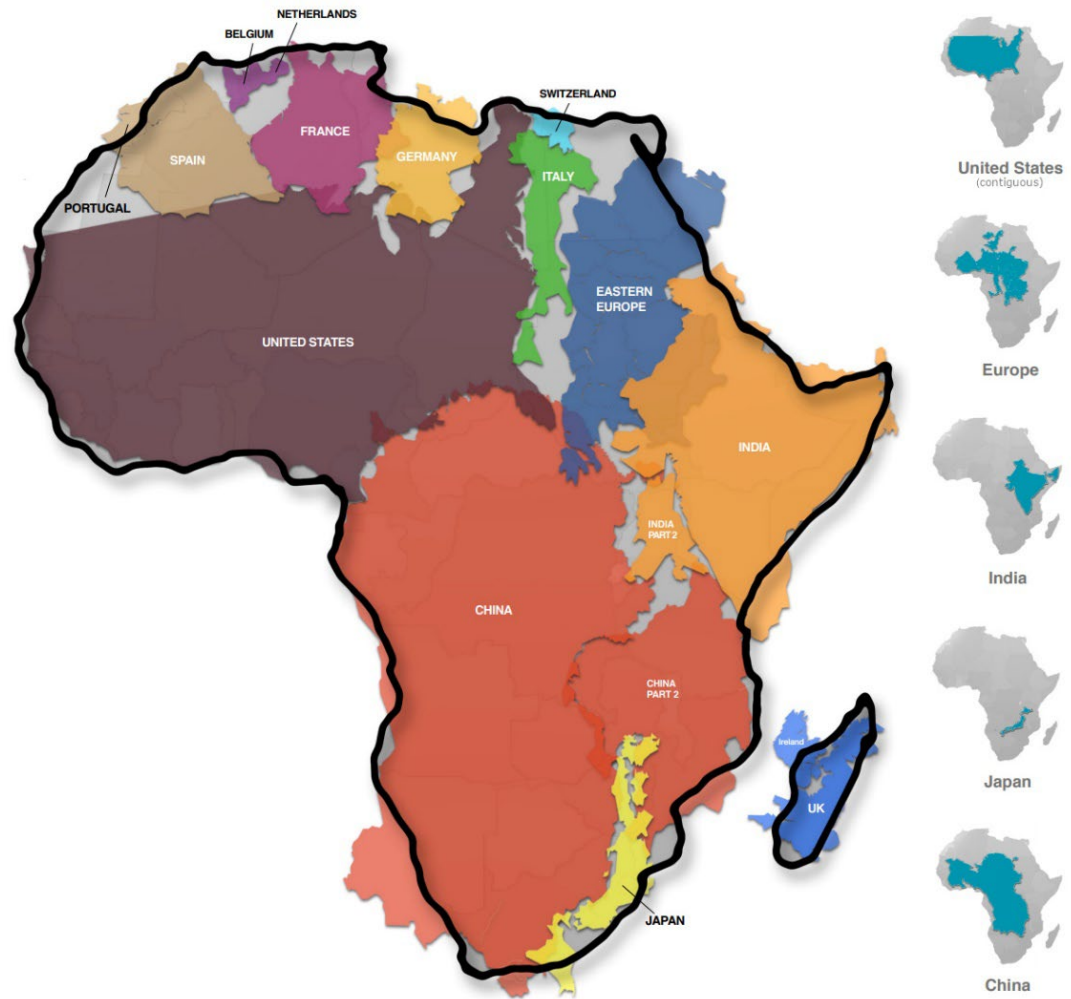 NETHERLANDS
BELGIUM
SWITZERLAND
FRANCE
GERMANY
SPAIN
ITALY
PORTUGAL
EASTERN
EUROPE
UNITED STATES
INDIA
INDIA
PART 2
CHINA
CHINA
PART 2
Ireland
UK
JAPAN
United States
(contiguous)
Europe
India
Japan
China